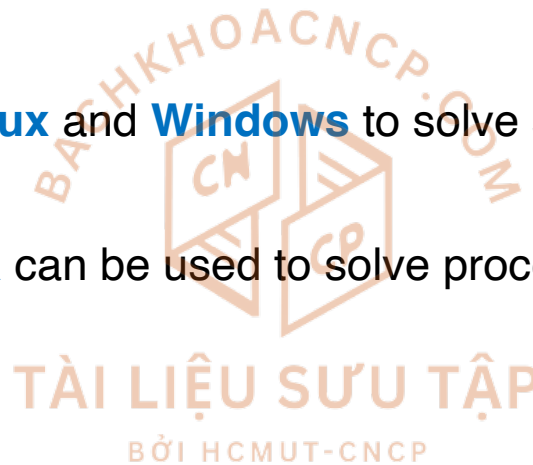 BACHKHOACNCP.COM
ux and Windows to solve
CN
can be used to solve proc
CP
TÀI LIỆU SƯU TẬP
BỞI HCMUT-CNCP